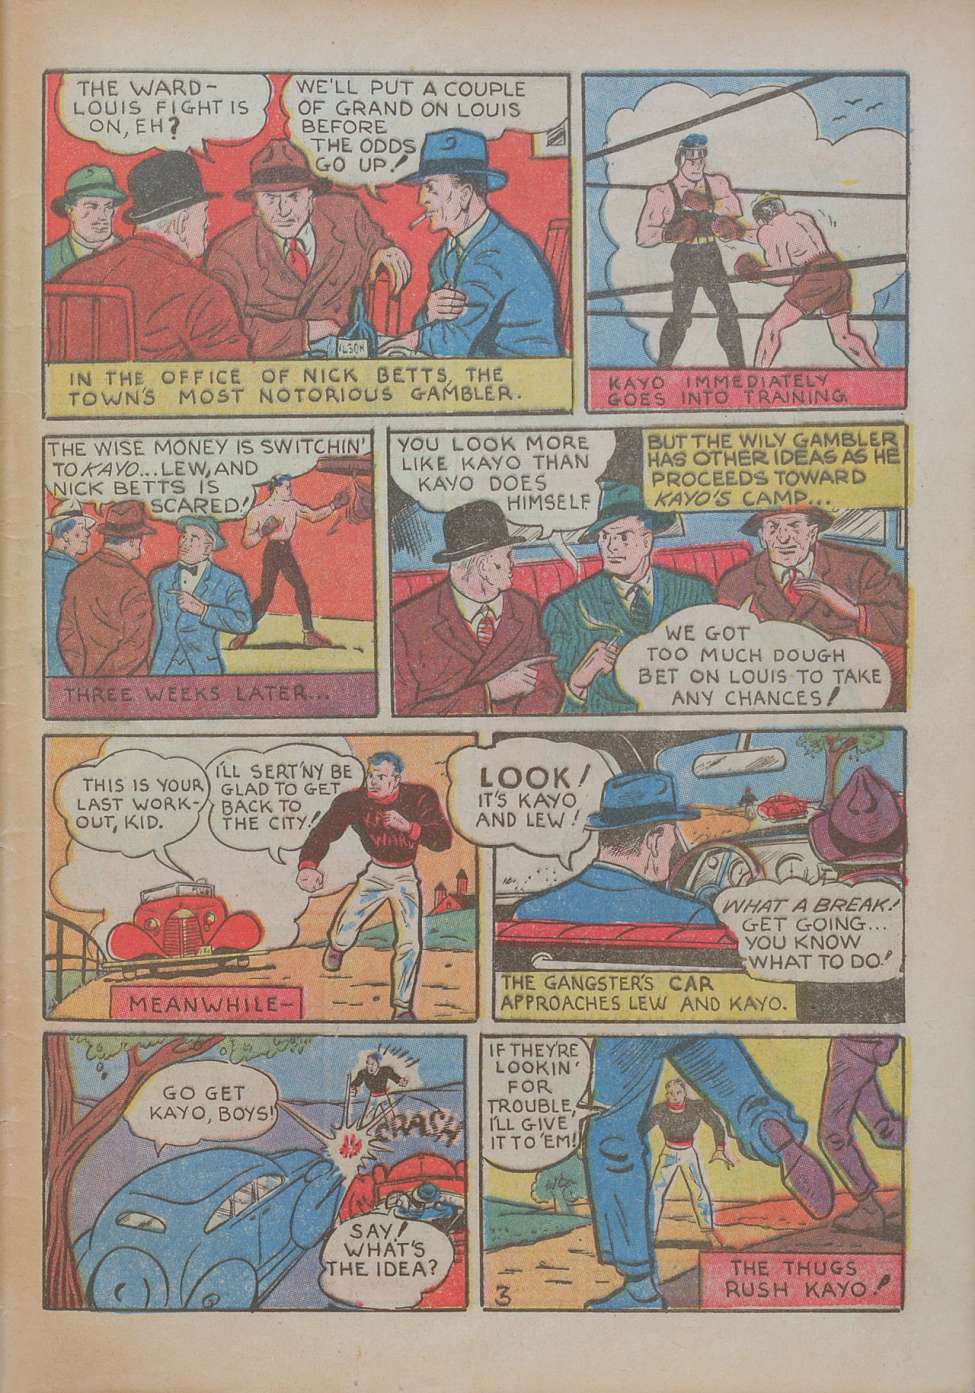 THE WARD-
LOUIS FIGHT IS
ON, EH?
WE'LL PUT A COUPLE
OF GRAND ON LOUIS
BEFORE
THE ODDS
GO UP!
IN THE OFFICE OF NICK BETTS, THE
TOWN'S MOST NOTORIOUS GAMBLER.
KAYO IMMEDIATELY
GOES INTO TRAINING.
THE WISE MONEY IS SWITCHIN'
TO KAYO... LEW, AND
NICK BETTS IS
SCARED!
THREE WEEKS LATER...
YOU LOOK MORE
LIKE KAYO THAN
KAYO DOES
HIMSELF.
BUT THE WILY GAMBLER
HAS OTHER IDEAS AS HE
PROCEEDS TOWARD
KAYO'S CAMP...
WE GOT
TOO MUCH DOUGH
BET ON LOUIS TO TAKE
ANY CHANCES!
THIS IS YOUR
LAST WORK-
OUT, KID.
I'LL SERT'NY BE
GLAD TO GET
BACK TO
THE CITY!
MEANWHILE-
LOOK!
IT'S KAYO
AND LEW!
WHAT A BREAK!
GET GOING...
YOU KNOW
WHAT TO DO!
THE GANGSTER'S CAR
APPROACHES LEW AND KAYO.
GO GET
KAYO, BOYS!
CRASH
SAY!
WHAT'S
THE IDEA?
IF THEY'RE
LOOKIN'
FOR
TROUBLE,
I'LL GIVE
IT TO 'EM!
THE THUGS
RUSH KAYO!
3